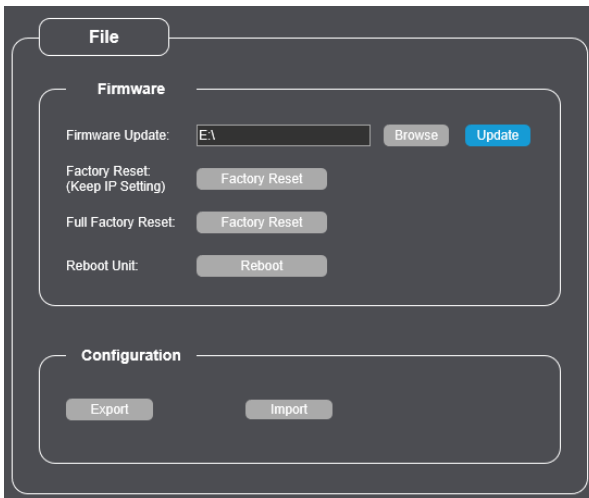 File
Firmware
Firmware Update: E:\ Browse Update
Factory Reset:
(Keep IP Setting) Factory Reset
Full Factory Reset: Factory Reset
Reboot Unit: Reboot
Configuration
Export Import